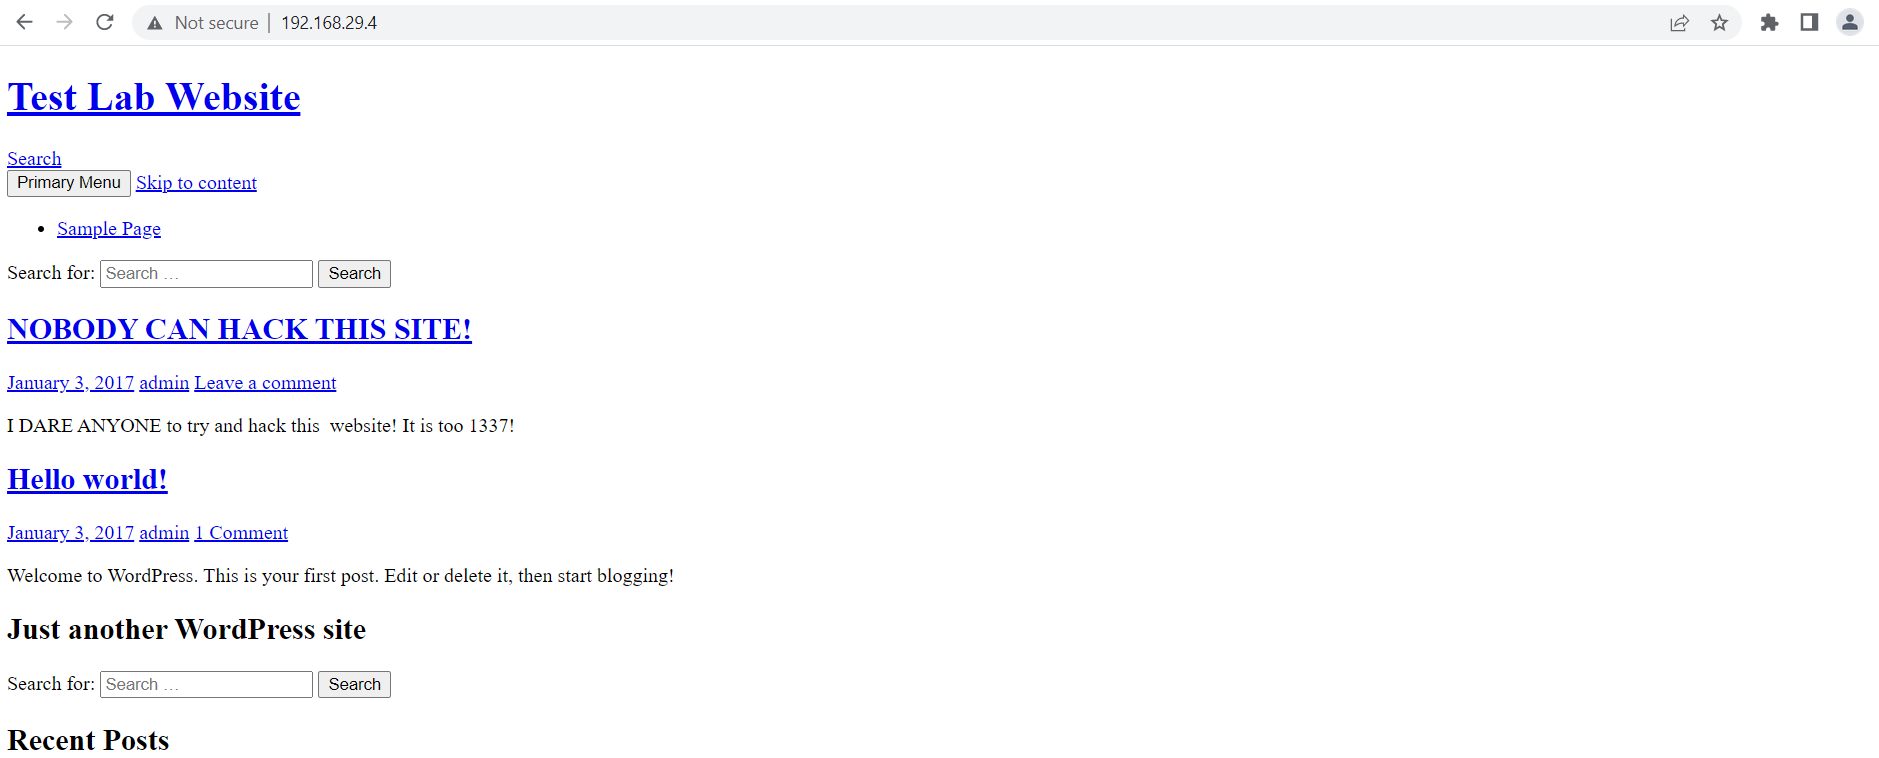 Not secure | 192.168.29.4
Test Lab Website
Search
Primary Menu Skip to content
• Sample Page
Search for: Search … Search
NOBODY CAN HACK THIS SITE!
January 3, 2017 admin Leave a comment
I DARE ANYONE to try and hack this  website! It is too 1337!
Hello world!
January 3, 2017 admin 1 Comment
Welcome to WordPress. This is your first post. Edit or delete it, then start blogging!
Just another WordPress site
Search for: Search … Search
Recent Posts